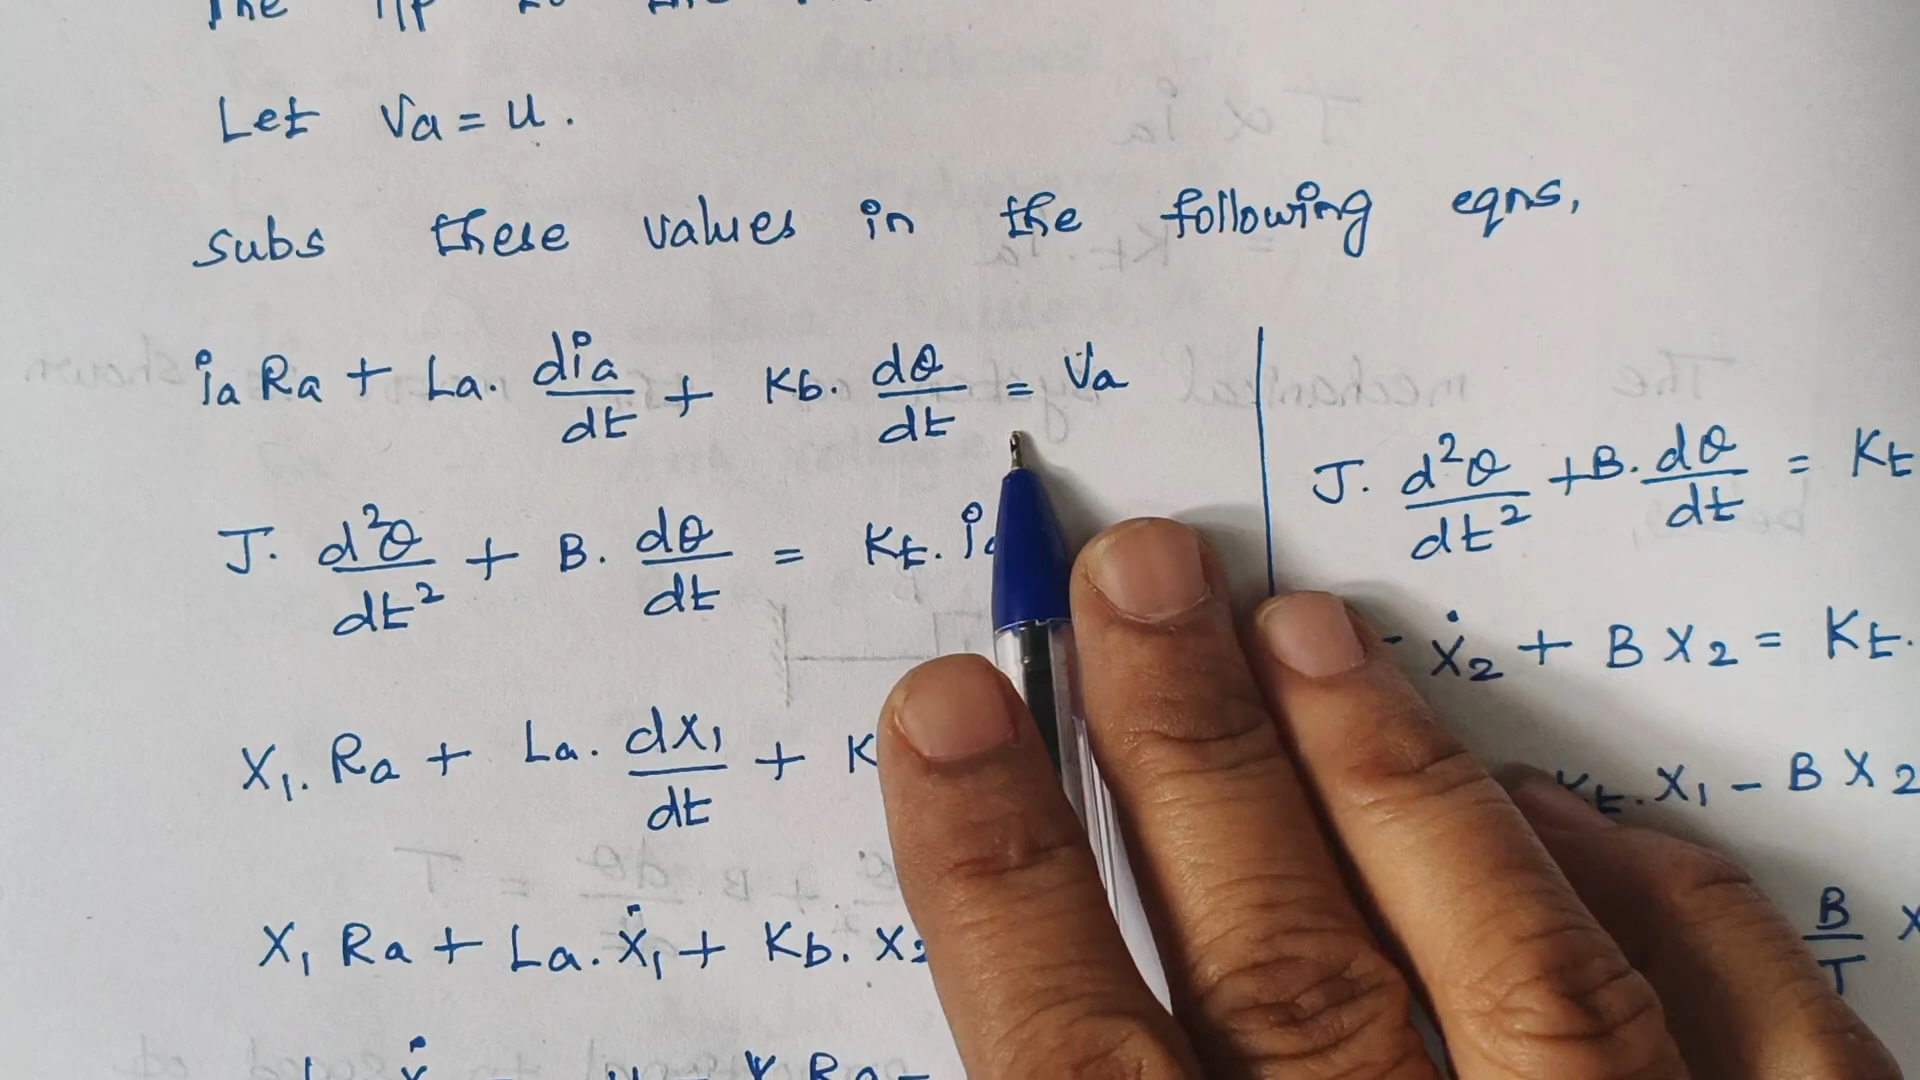 Let Va = u.
subs these values in the following eqns,
ia Ra + La. dia/dt + Kb. dθ/dt = Va
J. d²θ/dt² + B. dθ/dt = Kt.
X1. Ra + La. dX1/dt + K
X1 Ra + La. Ẋ1 + Kb. X2
J. d²θ/dt² + B. dθ/dt = Kt
Ẋ2 + B X2 = Kt.
Kt. X1 - B X2
B/J X